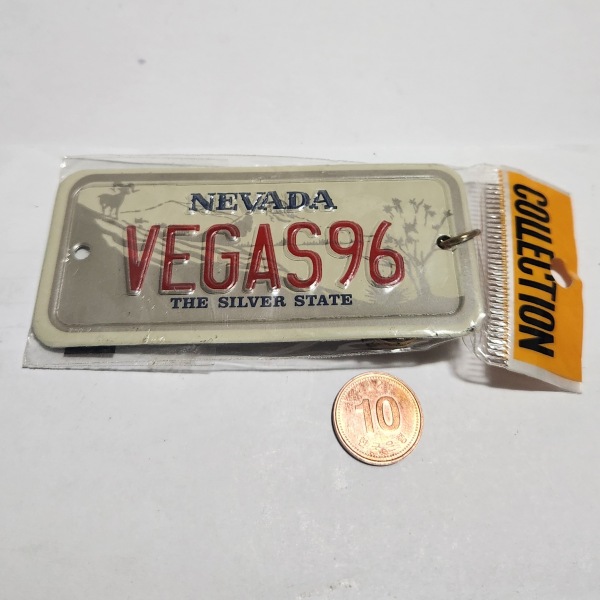 NEVADA
VEGAS96
THE SILVER STATE
COLLECTION
10